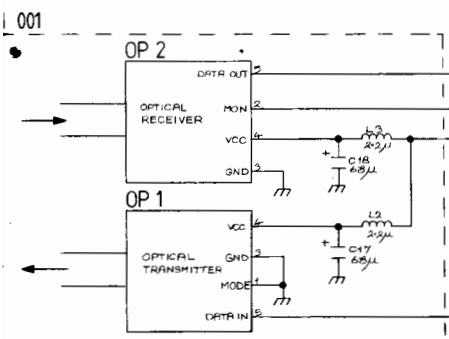 001
OP 2
DATA OUT 5
OPTICAL
RECEIVER
MON 2
VCC 4
GND 3
L3
2·2μ
+
C18
68μ
OP 1
OPTICAL
TRANSMITTER
VCC 4
GND 3
MODE 1
DATA IN 5
L2
2·2μ
+
C17
68μ